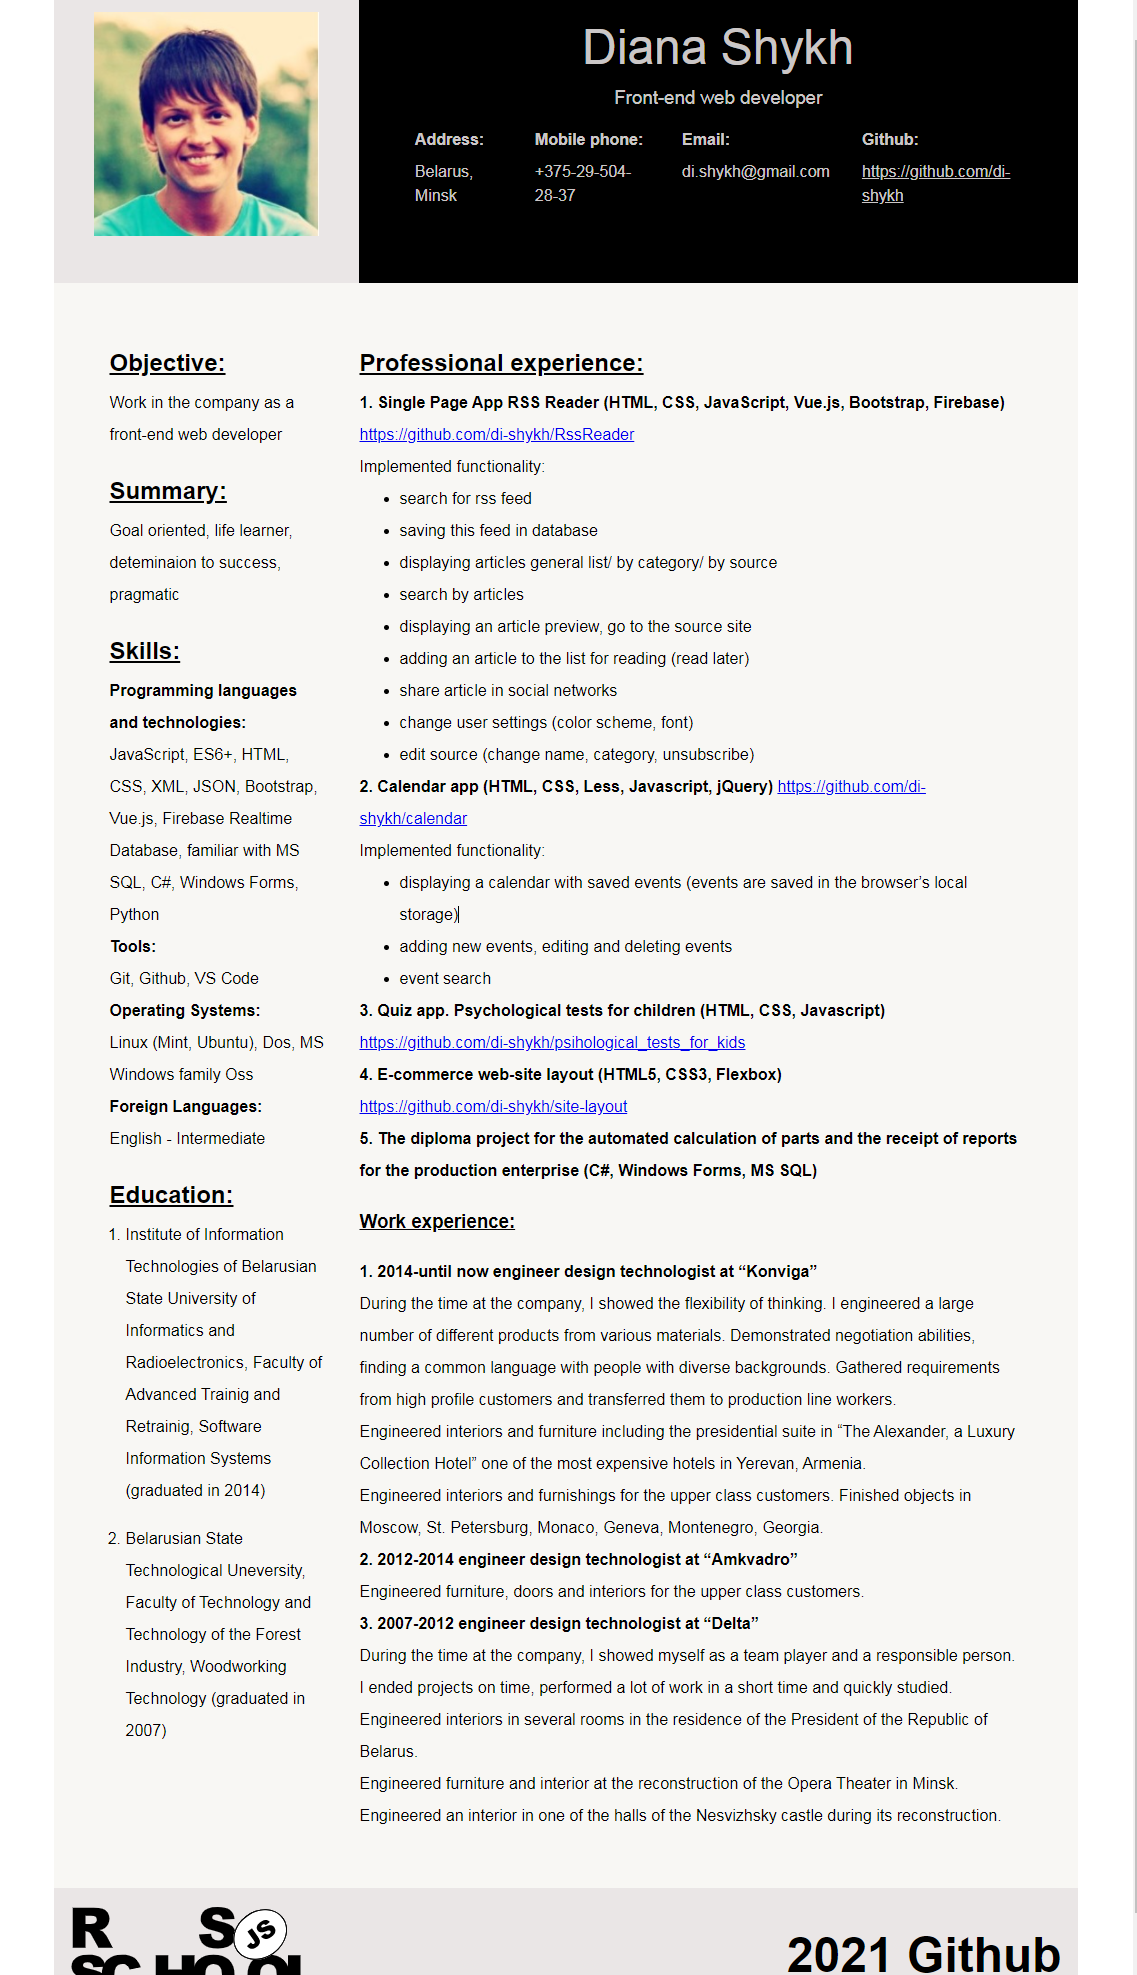 Diana Shykh
Front-end web developer
Address:
Belarus,
Minsk
Mobile phone:
+375-29-504-
28-37
Email:
di.shykh@gmail.com
Github:
https://github.com/di-
shykh
Objective:
Work in the company as a
front-end web developer
Summary:
Goal oriented, life learner,
deteminaion to success,
pragmatic
Skills:
Programming languages
and technologies:
JavaScript, ES6+, HTML,
CSS, XML, JSON, Bootstrap,
Vue.js, Firebase Realtime
Database, familiar with MS
SQL, C#, Windows Forms,
Python
Tools:
Git, Github, VS Code
Operating Systems:
Linux (Mint, Ubuntu), Dos, MS
Windows family Oss
Foreign Languages:
English - Intermediate
Education:
1. Institute of Information
Technologies of Belarusian
State University of
Informatics and
Radioelectronics, Faculty of
Advanced Trainig and
Retrainig, Software
Information Systems
(graduated in 2014)
2. Belarusian State
Technological Uneversity,
Faculty of Technology and
Technology of the Forest
Industry, Woodworking
Technology (graduated in
2007)
Professional experience:
1. Single Page App RSS Reader (HTML, CSS, JavaScript, Vue.js, Bootstrap, Firebase)
https://github.com/di-shykh/RssReader
Implemented functionality:
• search for rss feed
• saving this feed in database
• displaying articles general list/ by category/ by source
• search by articles
• displaying an article preview, go to the source site
• adding an article to the list for reading (read later)
• share article in social networks
• change user settings (color scheme, font)
• edit source (change name, category, unsubscribe)
2. Calendar app (HTML, CSS, Less, Javascript, jQuery) https://github.com/di-
shykh/calendar
Implemented functionality:
• displaying a calendar with saved events (events are saved in the browser’s local
storage)
• adding new events, editing and deleting events
• event search
3. Quiz app. Psychological tests for children (HTML, CSS, Javascript)
https://github.com/di-shykh/psihological_tests_for_kids
4. E-commerce web-site layout (HTML5, CSS3, Flexbox)
https://github.com/di-shykh/site-layout
5. The diploma project for the automated calculation of parts and the receipt of reports
for the production enterprise (C#, Windows Forms, MS SQL)
Work experience:
1. 2014-until now engineer design technologist at “Konviga”
During the time at the company, I showed the flexibility of thinking. I engineered a large
number of different products from various materials. Demonstrated negotiation abilities,
finding a common language with people with diverse backgrounds. Gathered requirements
from high profile customers and transferred them to production line workers.
Engineered interiors and furniture including the presidential suite in “The Alexander, a Luxury
Collection Hotel” one of the most expensive hotels in Yerevan, Armenia.
Engineered interiors and furnishings for the upper class customers. Finished objects in
Moscow, St. Petersburg, Monaco, Geneva, Montenegro, Georgia.
2. 2012-2014 engineer design technologist at “Amkvadro”
Engineered furniture, doors and interiors for the upper class customers.
3. 2007-2012 engineer design technologist at “Delta”
During the time at the company, I showed myself as a team player and a responsible person.
I ended projects on time, performed a lot of work in a short time and quickly studied.
Engineered interiors in several rooms in the residence of the President of the Republic of
Belarus.
Engineered furniture and interior at the reconstruction of the Opera Theater in Minsk.
Engineered an interior in one of the halls of the Nesvizhsky castle during its reconstruction.
R S JS
SCHOOL
2021 Github